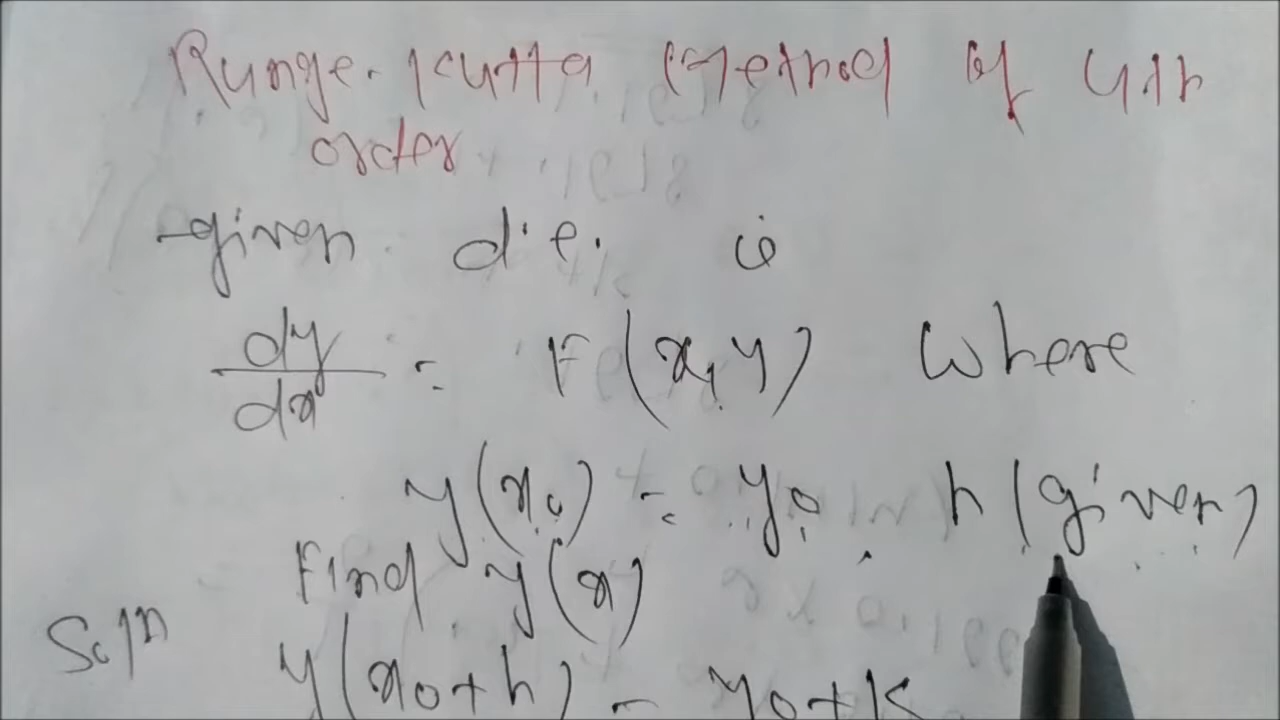 Runge-Kutta Method of 4th
order
given d.e. is
dy/dx = F(x, y) where
y(x0) = y0, h (given)
Find y(x)
Soln
y(x0+h) = y0+K